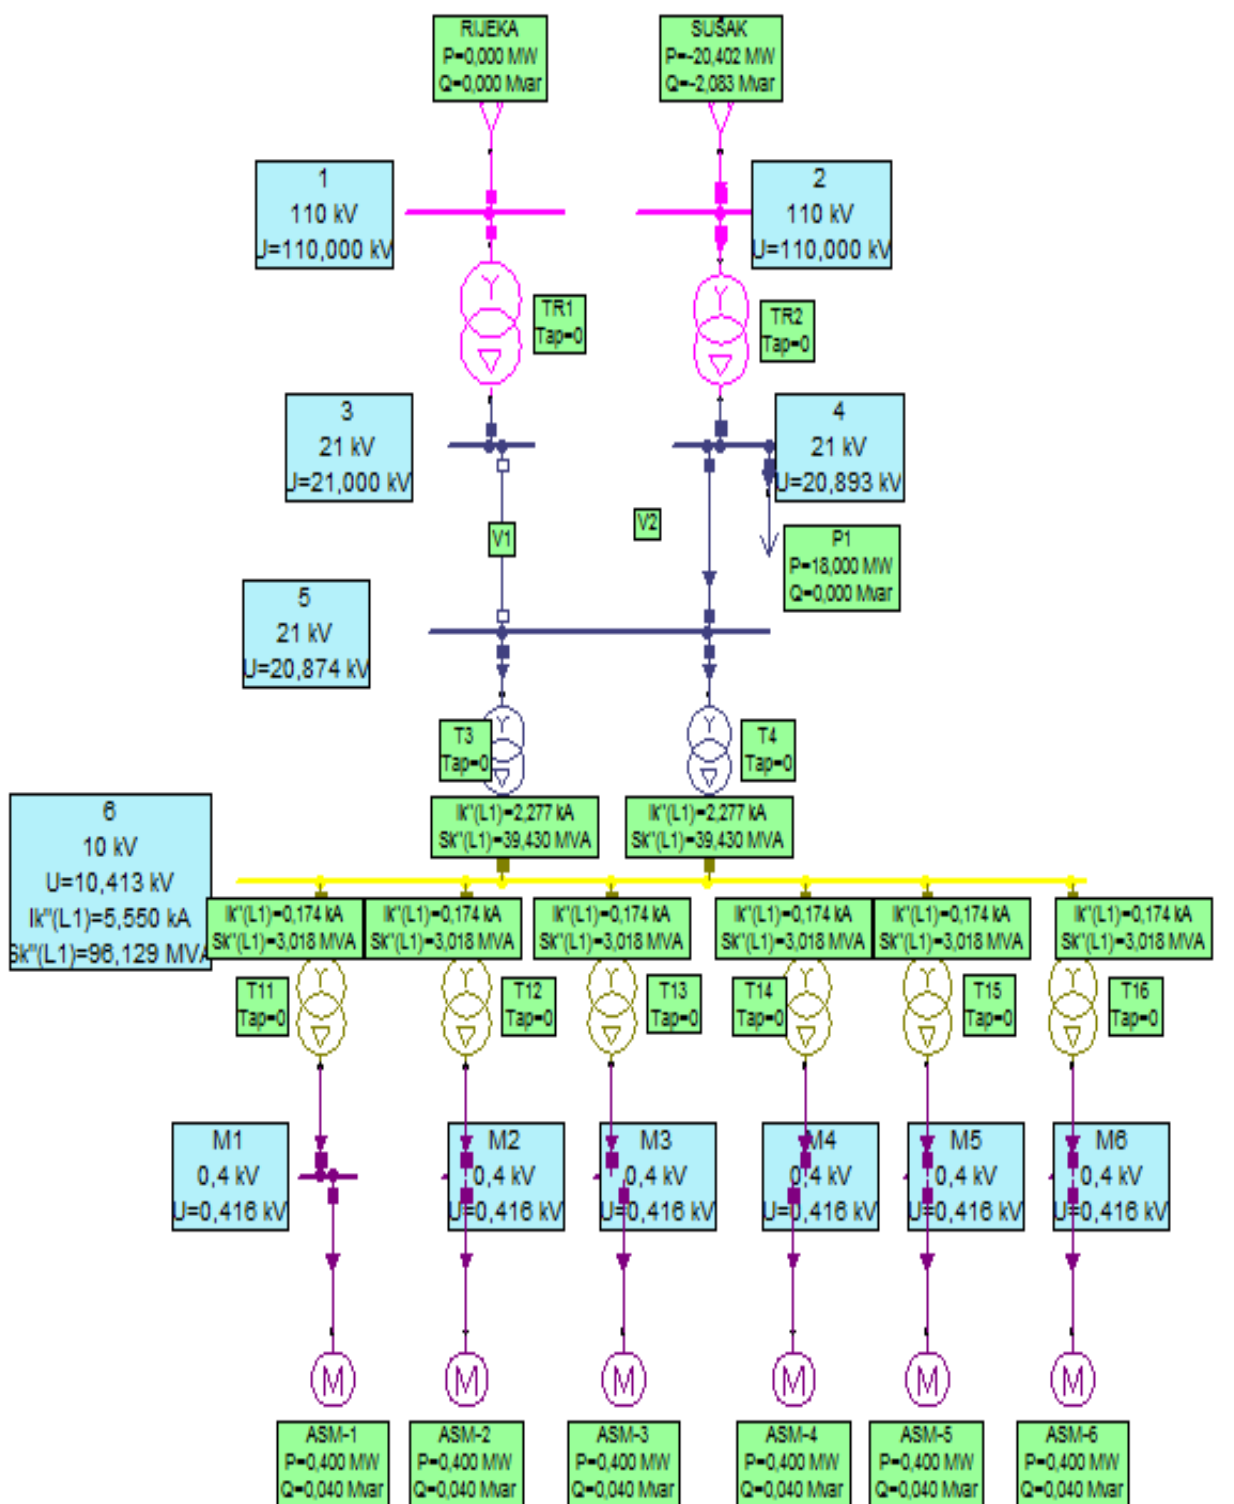 RIJEKA
P=0,000 MW
Q=0,000 Mvar
SUŠAK
P=-20,402 MW
Q=-2,083 Mvar
1
110 kV
U=110,000 kV
2
110 kV
U=110,000 kV
TR1
Tap=0
TR2
Tap=0
3
21 kV
U=21,000 kV
4
21 kV
U=20,893 kV
V1
V2
P1
P=18,000 MW
Q=0,000 Mvar
5
21 kV
U=20,874 kV
T3
Tap=0
T4
Tap=0
6
10 kV
U=10,413 kV
Ik"(L1)=5,550 kA
Sk"(L1)=96,129 MVA
Ik"(L1)=2,277 kA
Sk"(L1)=39,430 MVA
Ik"(L1)=2,277 kA
Sk"(L1)=39,430 MVA
Ik"(L1)=0,174 kA
Sk"(L1)=3,018 MVA
Ik"(L1)=0,174 kA
Sk"(L1)=3,018 MVA
Ik"(L1)=0,174 kA
Sk"(L1)=3,018 MVA
Ik"(L1)=0,174 kA
Sk"(L1)=3,018 MVA
Ik"(L1)=0,174 kA
Sk"(L1)=3,018 MVA
Ik"(L1)=0,174 kA
Sk"(L1)=3,018 MVA
T11
Tap=0
T12
Tap=0
T13
Tap=0
T14
Tap=0
T15
Tap=0
T16
Tap=0
M1
0,4 kV
U=0,416 kV
M2
0,4 kV
U=0,416 kV
M3
0,4 kV
U=0,416 kV
M4
0,4 kV
U=0,416 kV
M5
0,4 kV
U=0,416 kV
M6
0,4 kV
U=0,416 kV
M
M
M
M
M
M
ASM-1
P=0,400 MW
Q=0,040 Mvar
ASM-2
P=0,400 MW
Q=0,040 Mvar
ASM-3
P=0,400 MW
Q=0,040 Mvar
ASM-4
P=0,400 MW
Q=0,040 Mvar
ASM-5
P=0,400 MW
Q=0,040 Mvar
ASM-6
P=0,400 MW
Q=0,040 Mvar